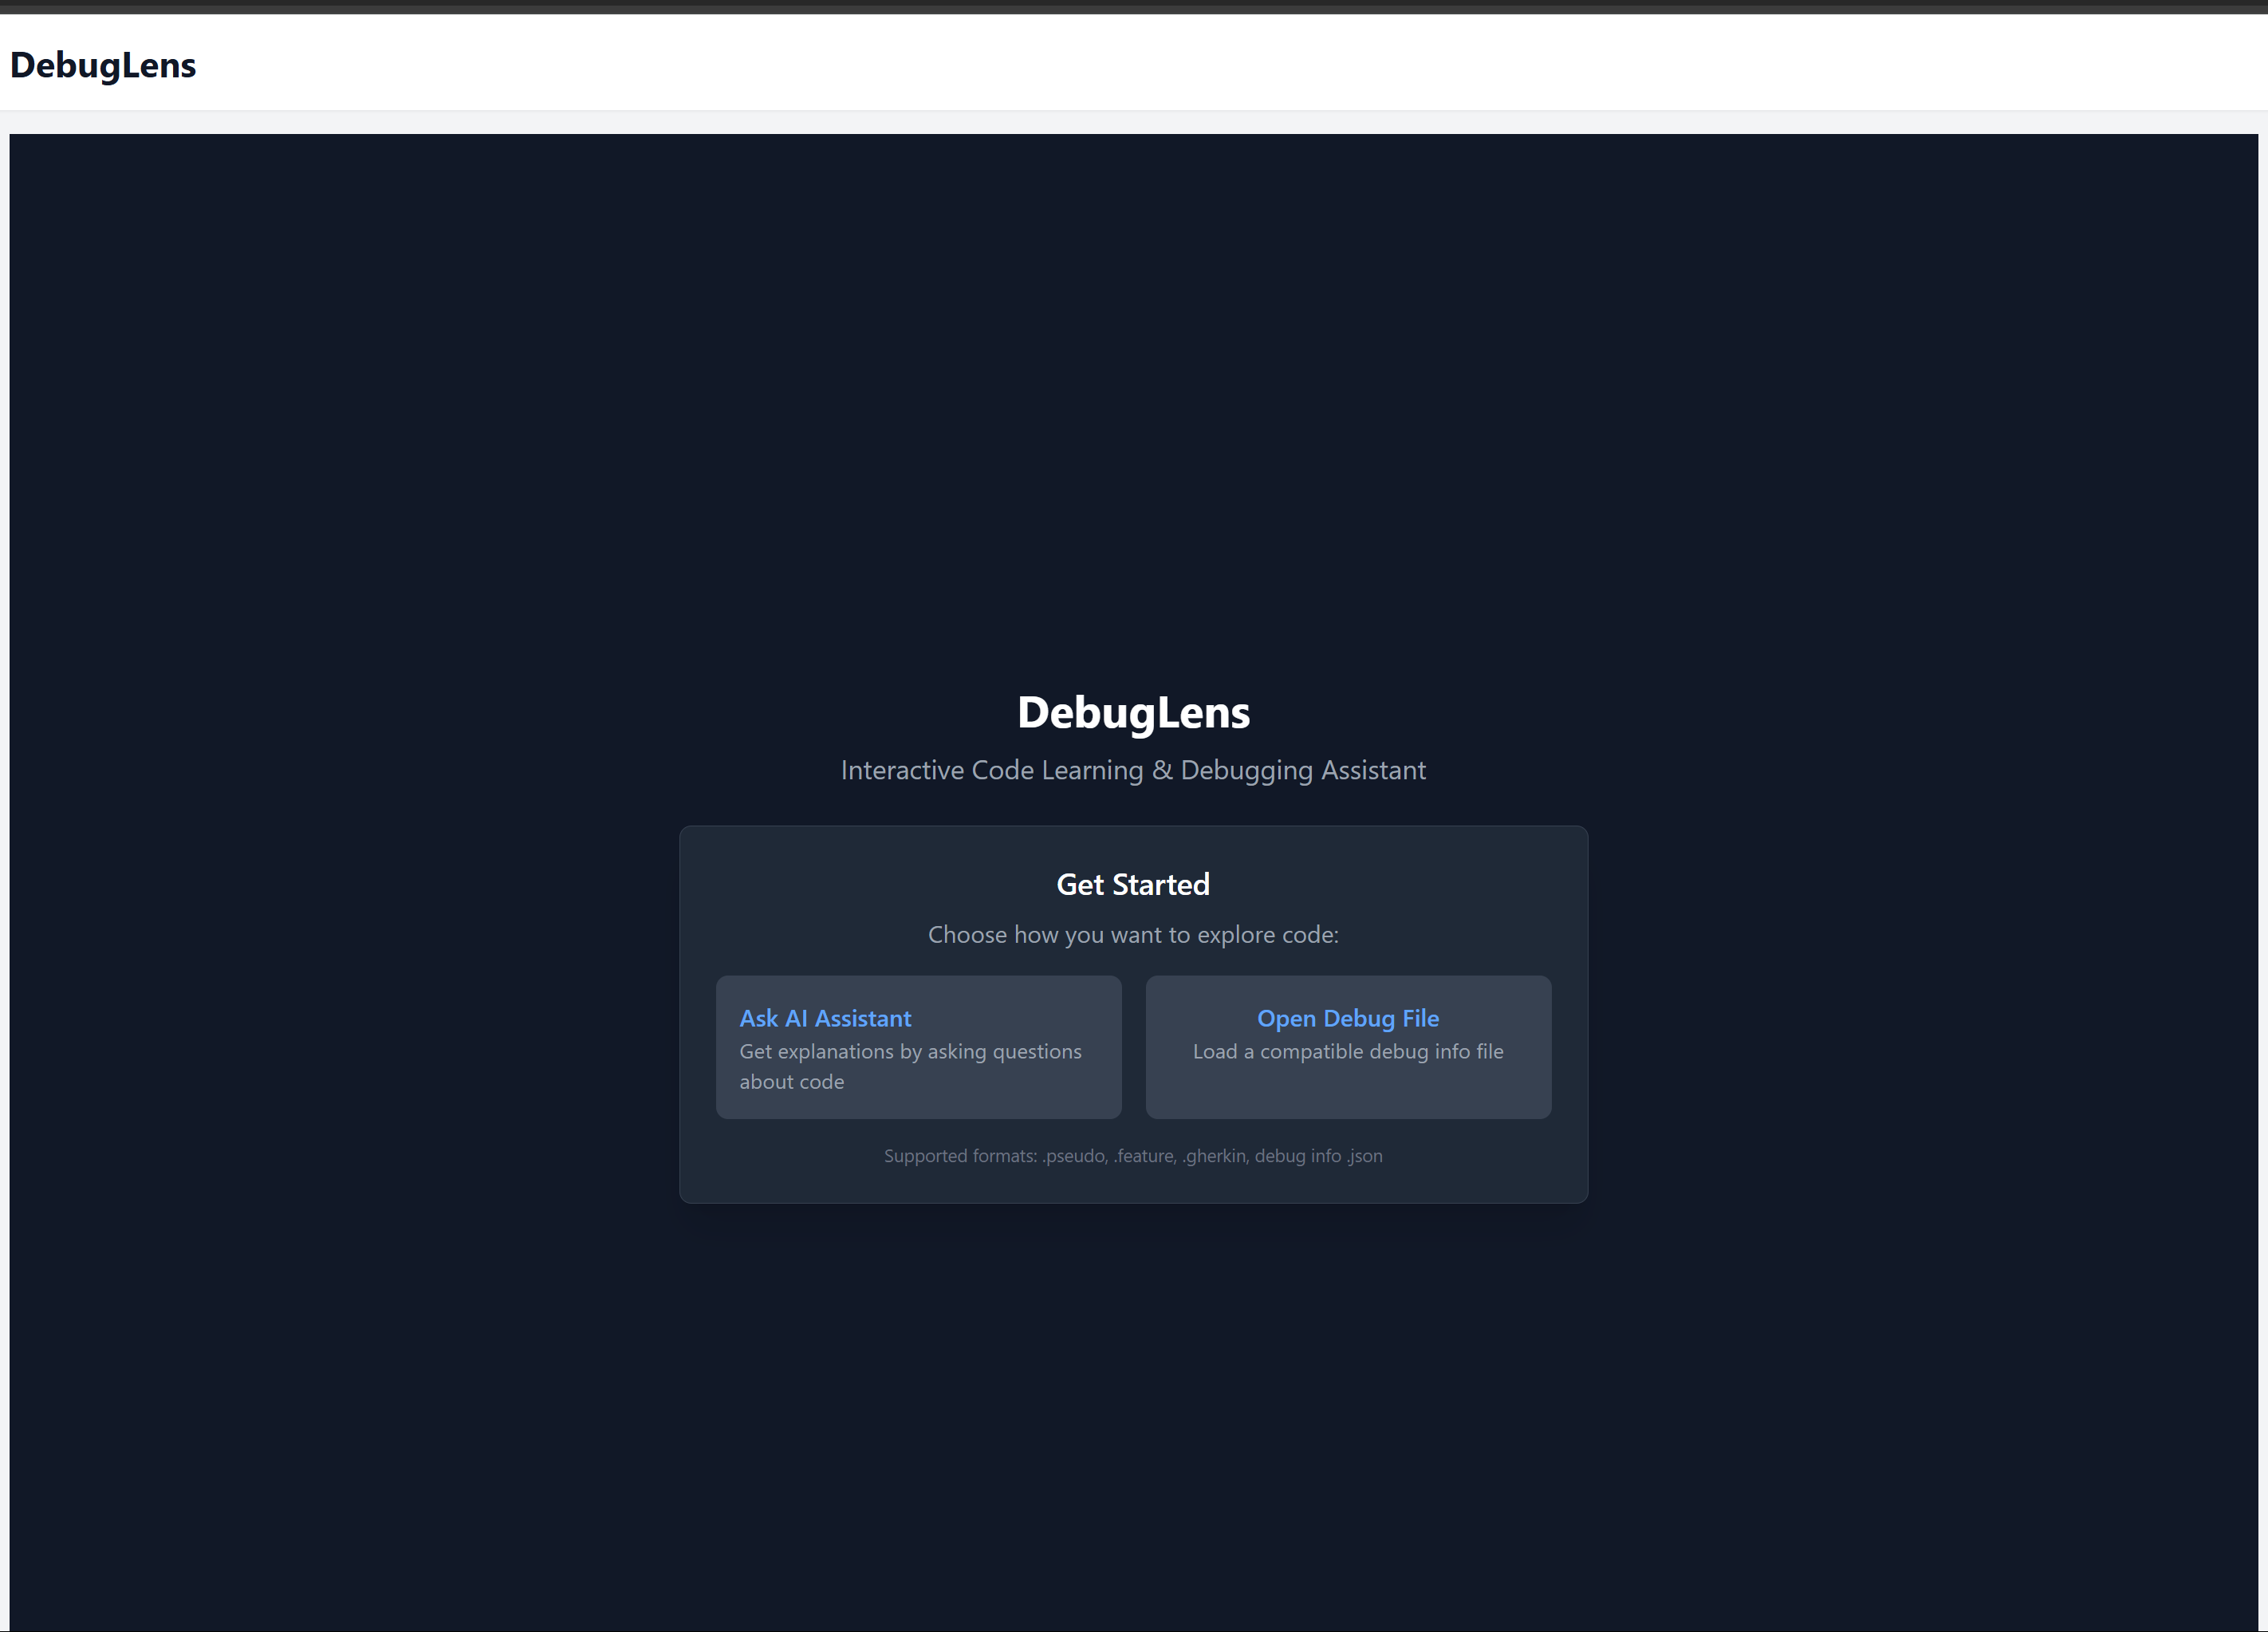 DebugLens
DebugLens
Interactive Code Learning & Debugging Assistant
Get Started
Choose how you want to explore code:
Ask AI Assistant
Get explanations by asking questions
about code
Open Debug File
Load a compatible debug info file
Supported formats: .pseudo, .feature, .gherkin, debug info .json